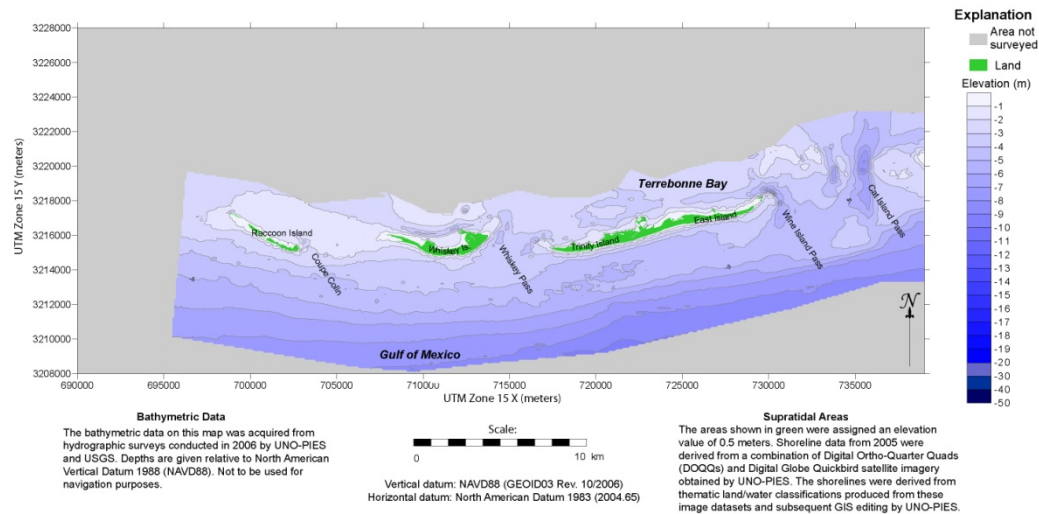 Explanation
Area not
surveyed
Land
Elevation (m)
-1
-2
-3
-4
-5
-6
-7
-8
-9
-10
-11
-12
-13
-14
-15
-16
-17
-18
-19
-20
-30
-40
-50
UTM Zone 15 Y (meters)
3228000
3226000
3224000
3222000
3220000
3218000
3216000
3214000
3212000
3210000
3208000
Terrebonne Bay
Raccoon Island
Coupe Colin
Whiskey Is.
Whiskey Pass
Trinity Island
East Island
Wine Island Pass
Cat Island Pass
Gulf of Mexico
N
690000
695000
700000
705000
710000
715000
720000
725000
730000
735000
UTM Zone 15 X (meters)
Bathymetric Data
The bathymetric data on this map was acquired from
hydrographic surveys conducted in 2006 by UNO-PIES
and USGS. Depths are given relative to North American
Vertical Datum 1988 (NAVD88). Not to be used for
navigation purposes.
Scale:
0 10 km
Vertical datum: NAVD88 (GEOID03 Rev. 10/2006)
Horizontal datum: North American Datum 1983 (2004.65)
Supratidal Areas
The areas shown in green were assigned an elevation
value of 0.5 meters. Shoreline data from 2005 were
derived from a combination of Digital Ortho-Quarter Quads
(DOQQs) and Digital Globe Quickbird satellite imagery
obtained by UNO-PIES. The shorelines were derived from
thematic land/water classifications produced from these
image datasets and subsequent GIS editing by UNO-PIES.